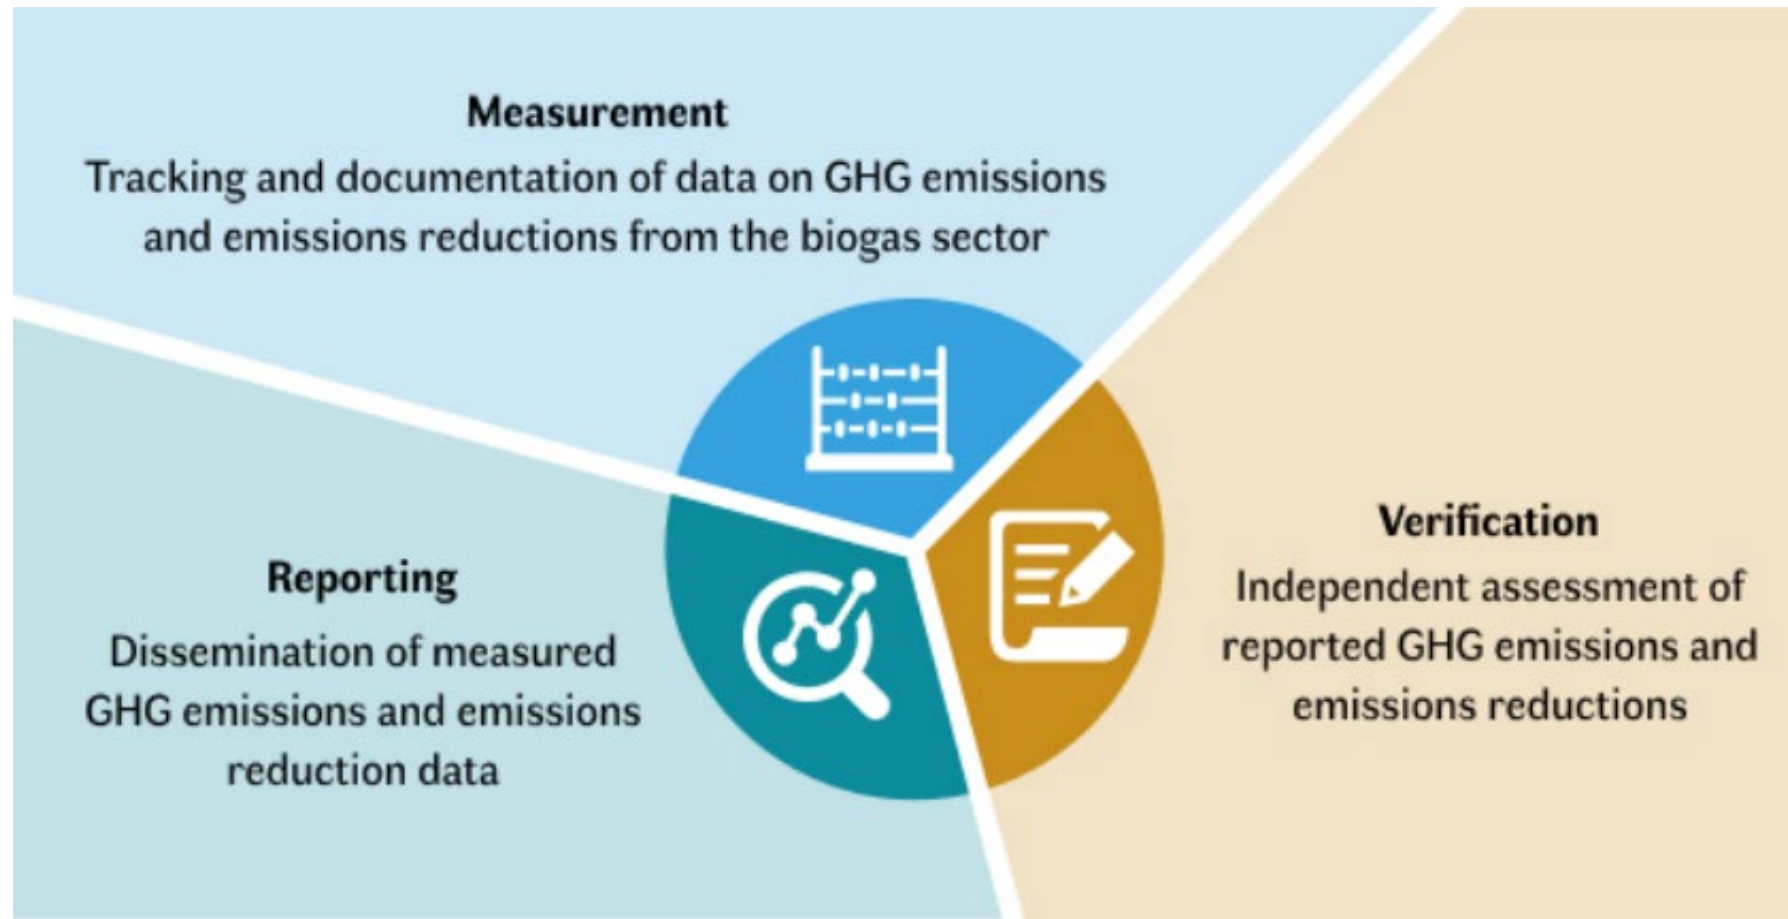 Measurement
Tracking and documentation of data on GHG emissions
and emissions reductions from the biogas sector
Reporting
Dissemination of measured
GHG emissions and emissions
reduction data
Verification
Independent assessment of
reported GHG emissions and
emissions reductions